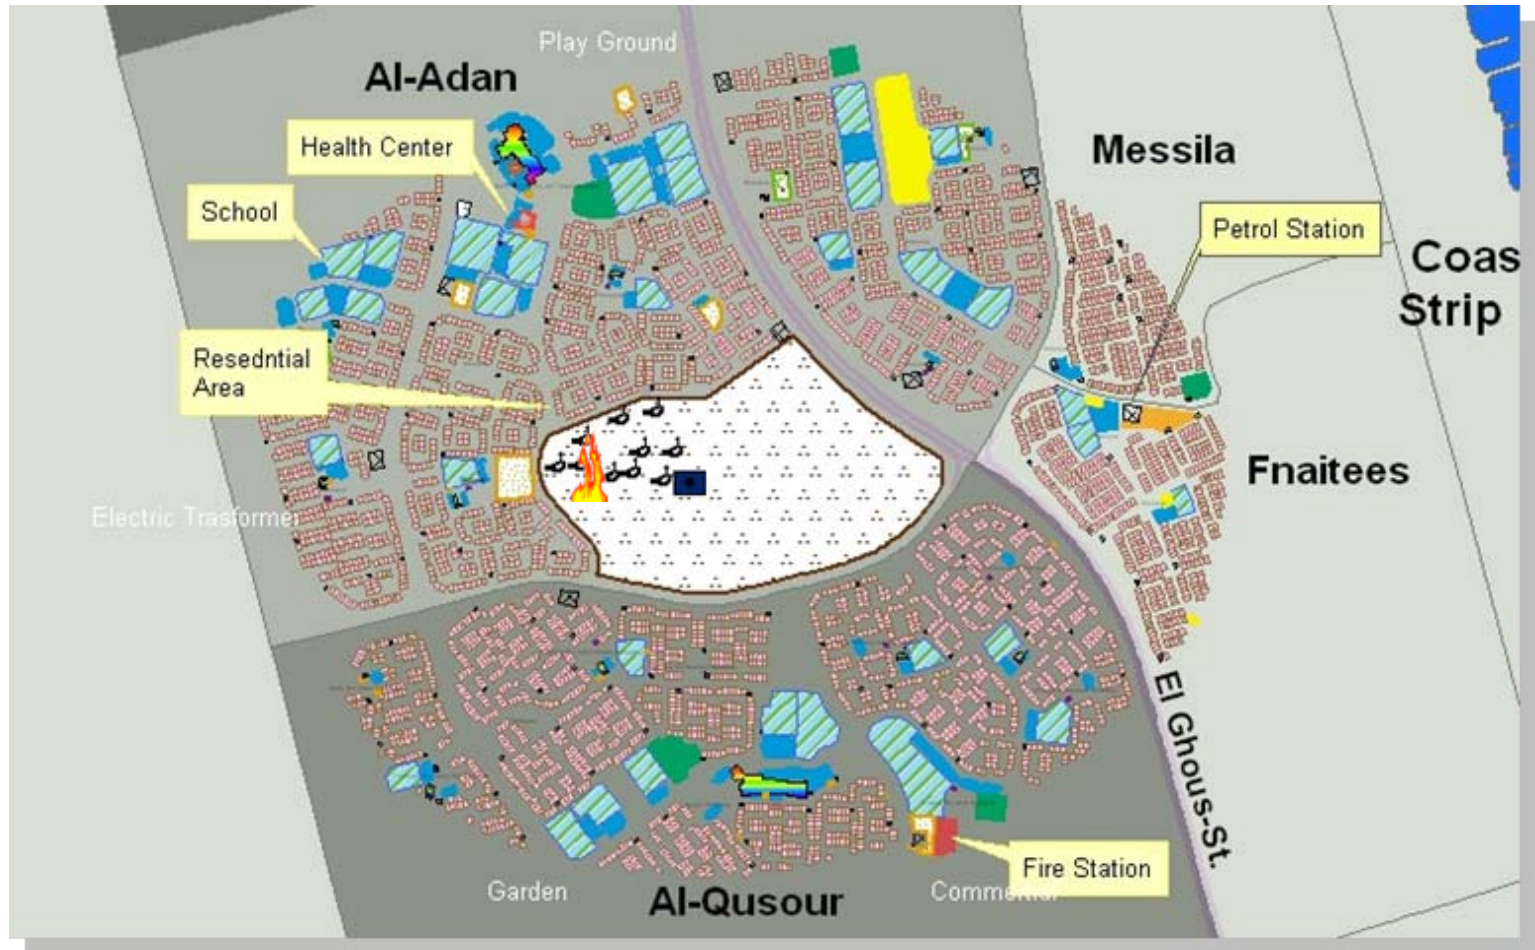 Play Ground
Al-Adan
Health Center
Messila
School
Petrol Station
Coas
Strip
Resedntial
Area
Fnaitees
Electric Trasformer
El Ghous-St.
Fire Station
Garden
Al-Qusour